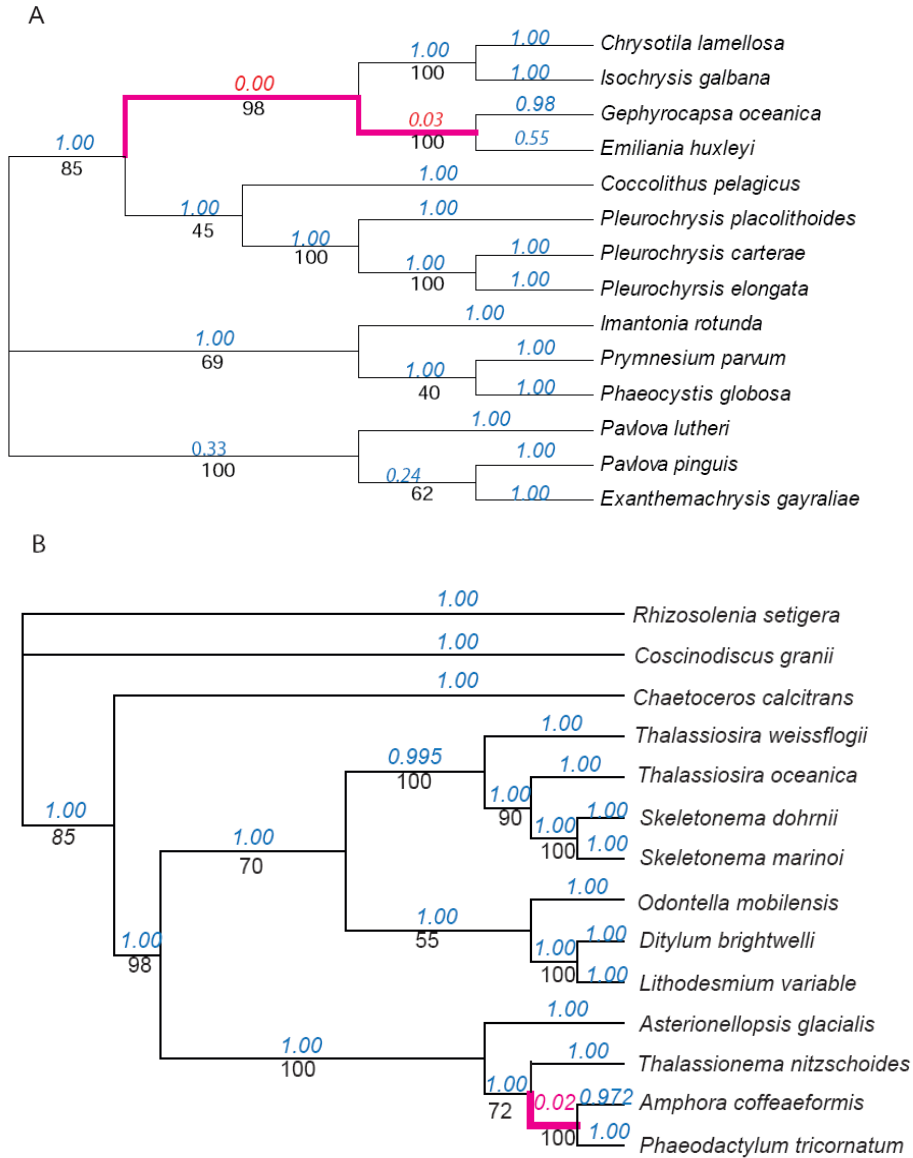 A
1.00 Chrysotila lamellosa
1.00
100
1.00 Isochrysis galbana
0.00
98
0.98 Gephyrocapsa oceanica
0.03
100
0.55 Emiliania huxleyi
1.00
85
1.00 Coccolithus pelagicus
1.00
45
1.00 Pleurochrysis placolithoides
1.00
100
1.00 Pleurochrysis carterae
1.00
100
1.00 Pleurochyrsis elongata
1.00 Imantonia rotunda
1.00
69
1.00 Prymnesium parvum
1.00
40
1.00 Phaeocystis globosa
1.00 Pavlova lutheri
0.33
100
1.00 Pavlova pinguis
0.24
62
1.00 Exanthemachrysis gayraliae
B
1.00 Rhizosolenia setigera
1.00 Coscinodiscus granii
1.00 Chaetoceros calcitrans
1.00 Thalassiosira weissflogii
0.995
100
1.00 Thalassiosira oceanica
1.00
90
1.00 Skeletonema dohrnii
1.00
100
1.00 Skeletonema marinoi
1.00
85
1.00
70
1.00 Odontella mobilensis
1.00
55
1.00 Ditylum brightwelli
1.00
100
1.00 Lithodesmium variable
1.00
98
1.00 Asterionellopsis glacialis
1.00
100
1.00 Thalassionema nitzschoides
1.00
72
0.02 0.972 Amphora coffeaeformis
100
1.00 Phaeodactylum tricornatum